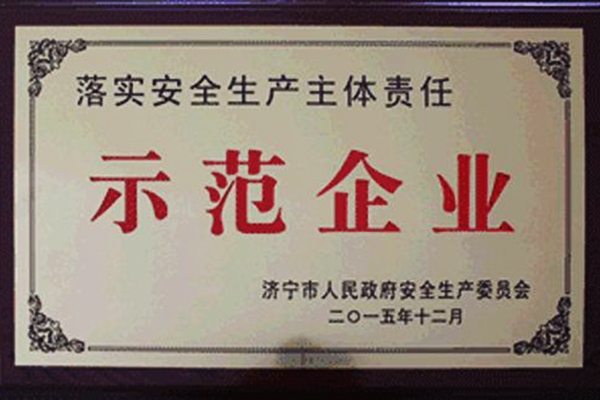 落实安全生产主体责任
示范企业
济宁市人民政府安全生产委员会
二〇一五年十二月